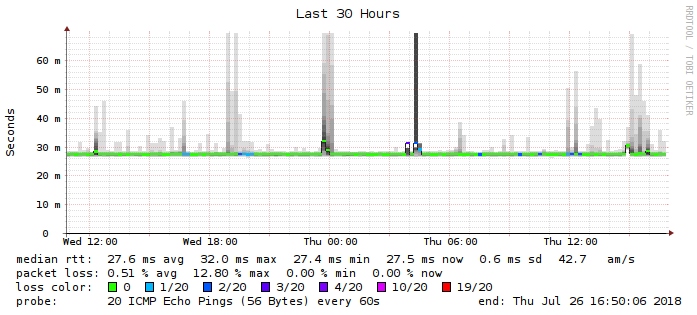 Last 30 Hours
RRDTOOL / TOBI OETIKER
Seconds
60 m
50 m
40 m
30 m
20 m
10 m
0
Wed 12:00 Wed 18:00 Thu 00:00 Thu 06:00 Thu 12:00
median rtt: 27.6 ms avg 32.0 ms max 27.4 ms min 27.5 ms now 0.6 ms sd 42.7 am/s
packet loss: 0.51 % avg 12.80 % max 0.00 % min 0.00 % now
loss color: 0 1/20 2/20 3/20 4/20 10/20 19/20
probe: 20 ICMP Echo Pings (56 Bytes) every 60s end: Thu Jul 26 16:50:06 2018